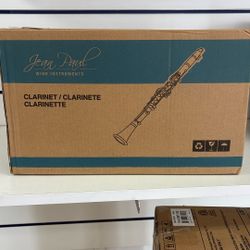 Jean Paul
WIND INSTRUMENTS
CLARINET / CLARINETE
CLARINETTE